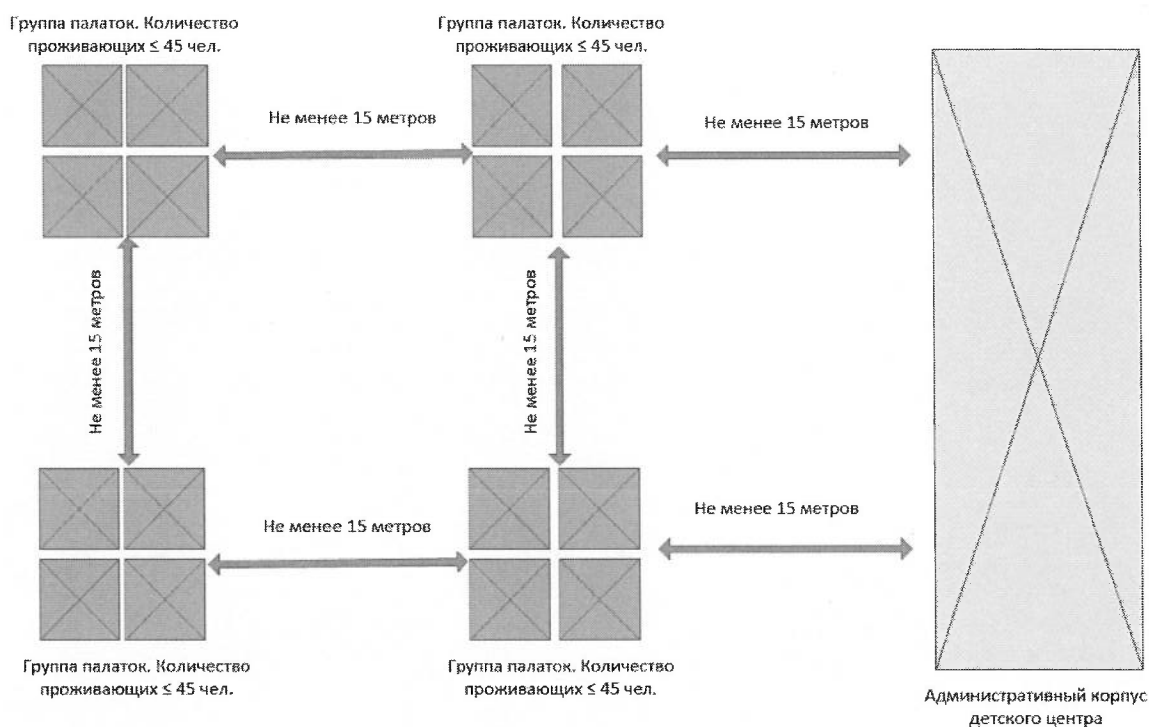 Группа палаток. Количество
проживающих ≤ 45 чел.
Группа палаток. Количество
проживающих ≤ 45 чел.
Не менее 15 метров
Не менее 15 метров
Не менее 15 метров
Не менее 15 метров
Не менее 15 метров
Не менее 15 метров
Группа палаток. Количество
проживающих ≤ 45 чел.
Группа палаток. Количество
проживающих ≤ 45 чел.
Административный корпус
детского центра